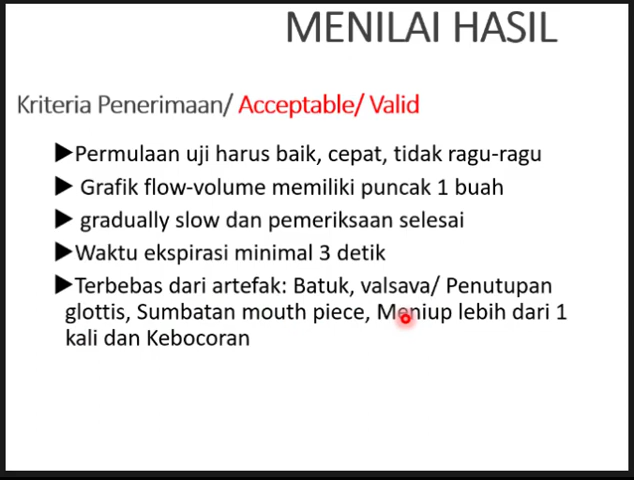 MENILAI HASIL
Kriteria Penerimaan/ Acceptable/ Valid
▶Permulaan uji harus baik, cepat, tidak ragu-ragu
▶ Grafik flow-volume memiliki puncak 1 buah
▶ gradually slow dan pemeriksaan selesai
▶Waktu ekspirasi minimal 3 detik
▶Terbebas dari artefak: Batuk, valsava/ Penutupan
glottis, Sumbatan mouth piece, Meniup lebih dari 1
kali dan Kebocoran